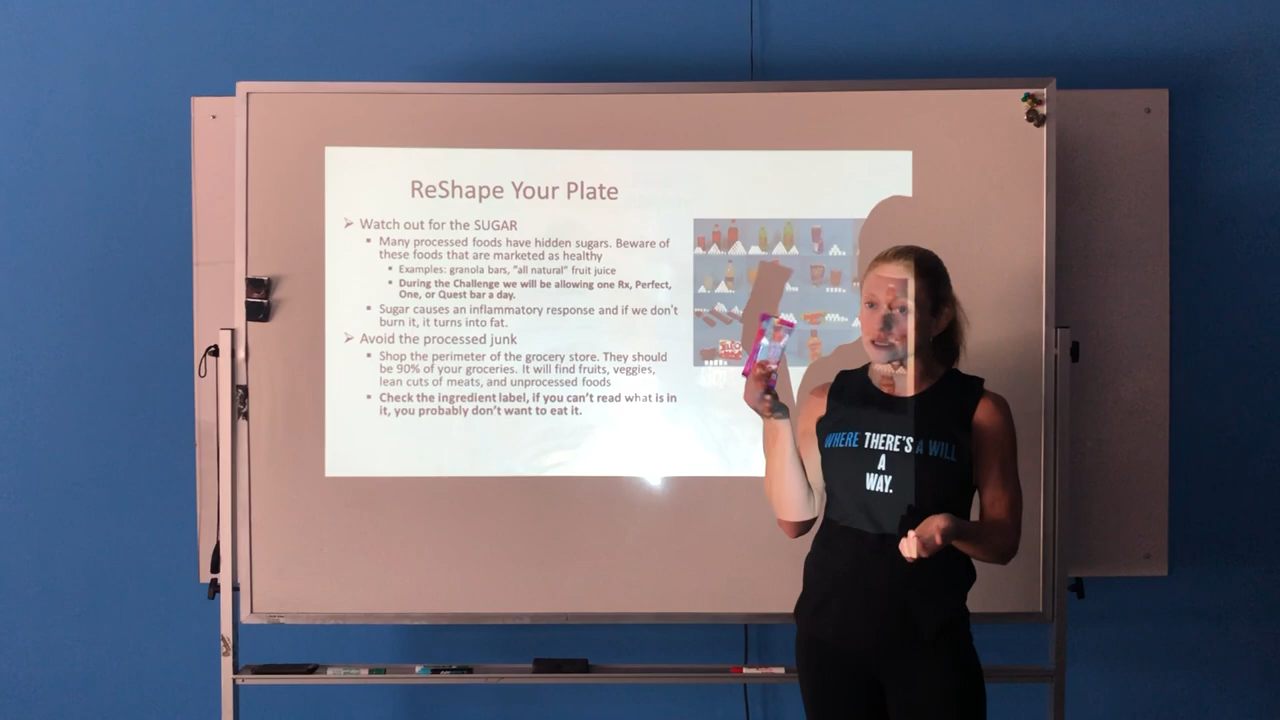 ReShape Your Plate
➢ Watch out for the SUGAR
▪ Many processed foods have hidden sugars. Beware of
these foods that are marketed as healthy
▪ Examples: granola bars, "all natural" fruit juice
▪ During the Challenge we will be allowing one Rx, Perfect,
One, or Quest bar a day.
▪ Sugar causes an inflammatory response and if we don't
burn it, it turns into fat.
➢ Avoid the processed junk
▪ Shop the perimeter of the grocery store. They should
be 90% of your groceries. It will find fruits, veggies,
lean cuts of meats, and unprocessed foods
▪ Check the ingredient label, if you can't read what is in
it, you probably don't want to eat it.
WHERE THERE'S A WILL
A
WAY.